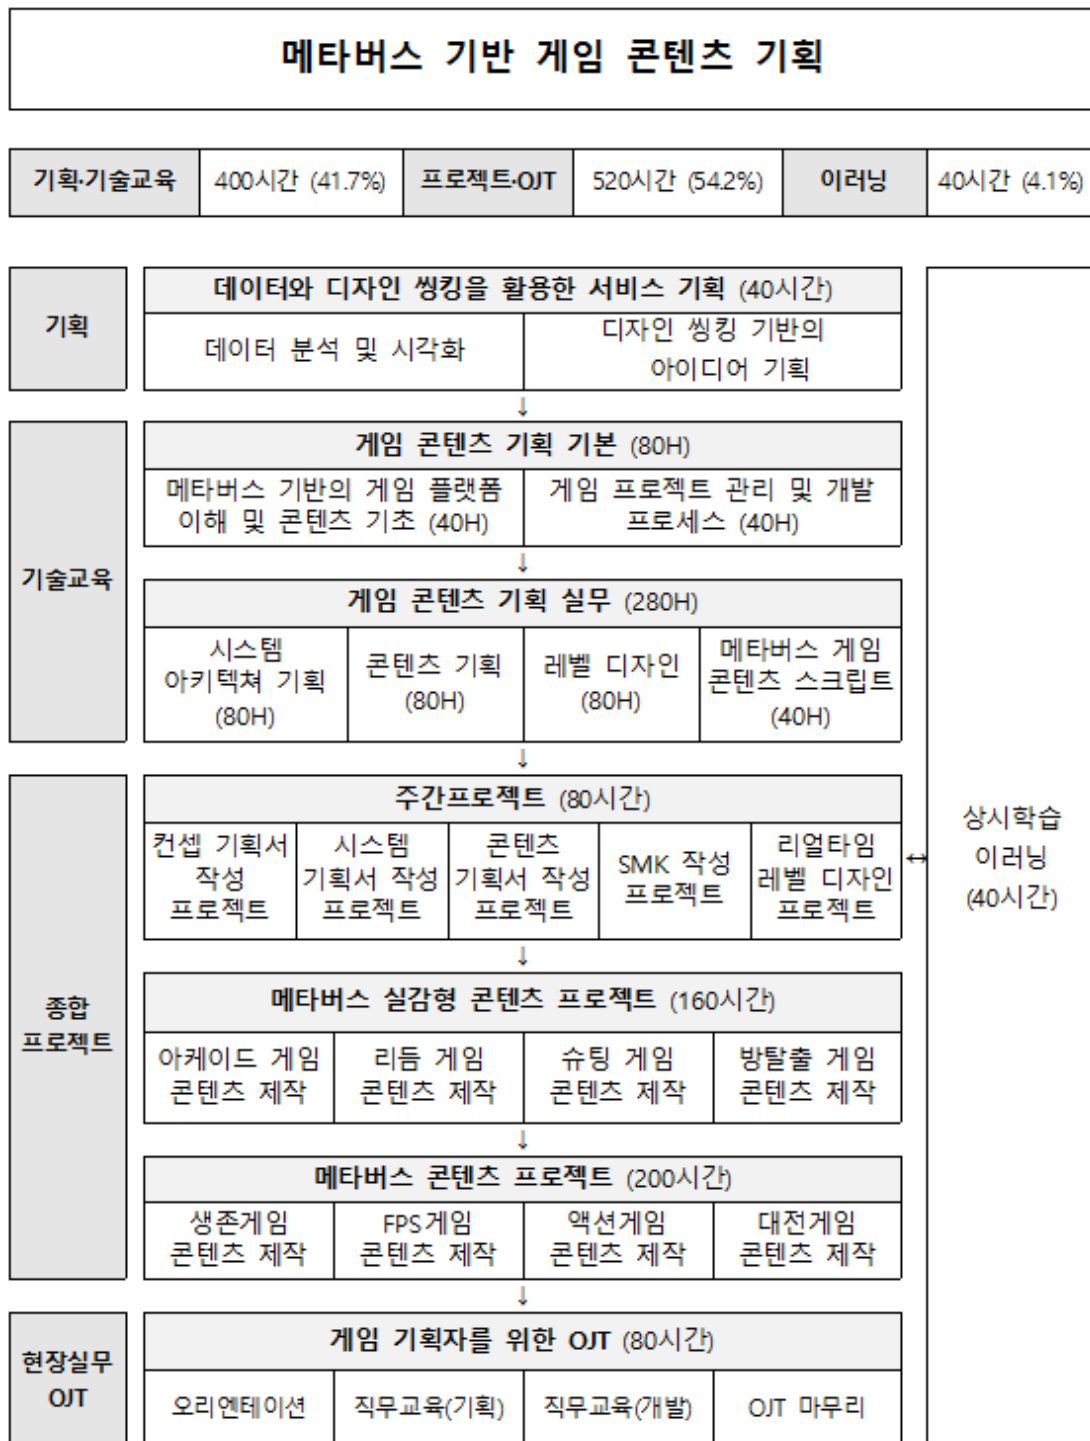 메타버스 기반 게임 콘텐츠 기획
기획·기술교육 400시간 (41.7%) 프로젝트·OJT 520시간 (54.2%) 이러닝 40시간 (4.1%)
기획
데이터와 디자인 씽킹을 활용한 서비스 기획 (40시간)
데이터 분석 및 시각화
디자인 씽킹 기반의
아이디어 기획
↓
기술교육
게임 콘텐츠 기획 기본 (80H)
메타버스 기반의 게임 플랫폼
이해 및 콘텐츠 기초 (40H)
게임 프로젝트 관리 및 개발
프로세스 (40H)
↓
게임 콘텐츠 기획 실무 (280H)
시스템
아키텍쳐 기획
(80H)
콘텐츠 기획
(80H)
레벨 디자인
(80H)
메타버스 게임
콘텐츠 스크립트
(40H)
↓
종합
프로젝트
주간프로젝트 (80시간)
컨셉 기획서
작성
프로젝트
시스템
기획서 작성
프로젝트
콘텐츠
기획서 작성
프로젝트
SMK 작성
프로젝트
리얼타임
레벨 디자인
프로젝트
↔
상시학습
이러닝
(40시간)
↓
메타버스 실감형 콘텐츠 프로젝트 (160시간)
아케이드 게임
콘텐츠 제작
리듬 게임
콘텐츠 제작
슈팅 게임
콘텐츠 제작
방탈출 게임
콘텐츠 제작
↓
메타버스 콘텐츠 프로젝트 (200시간)
생존게임
콘텐츠 제작
FPS게임
콘텐츠 제작
액션게임
콘텐츠 제작
대전게임
콘텐츠 제작
↓
현장실무
OJT
게임 기획자를 위한 OJT (80시간)
오리엔테이션
직무교육(기획)
직무교육(개발)
OJT 마무리